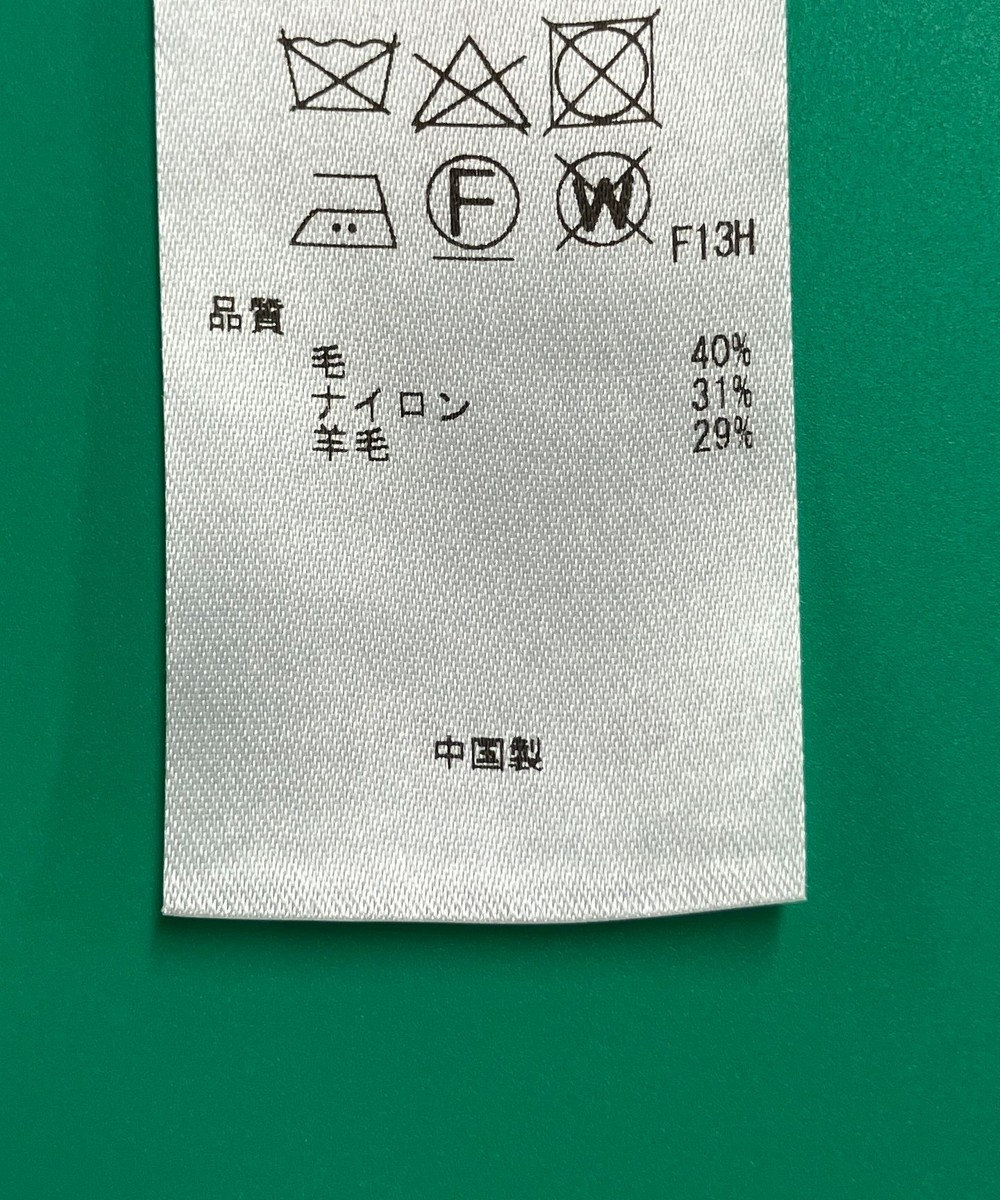 F W F13H
品質
毛 40%
ナイロン 31%
羊毛 29%
中国製